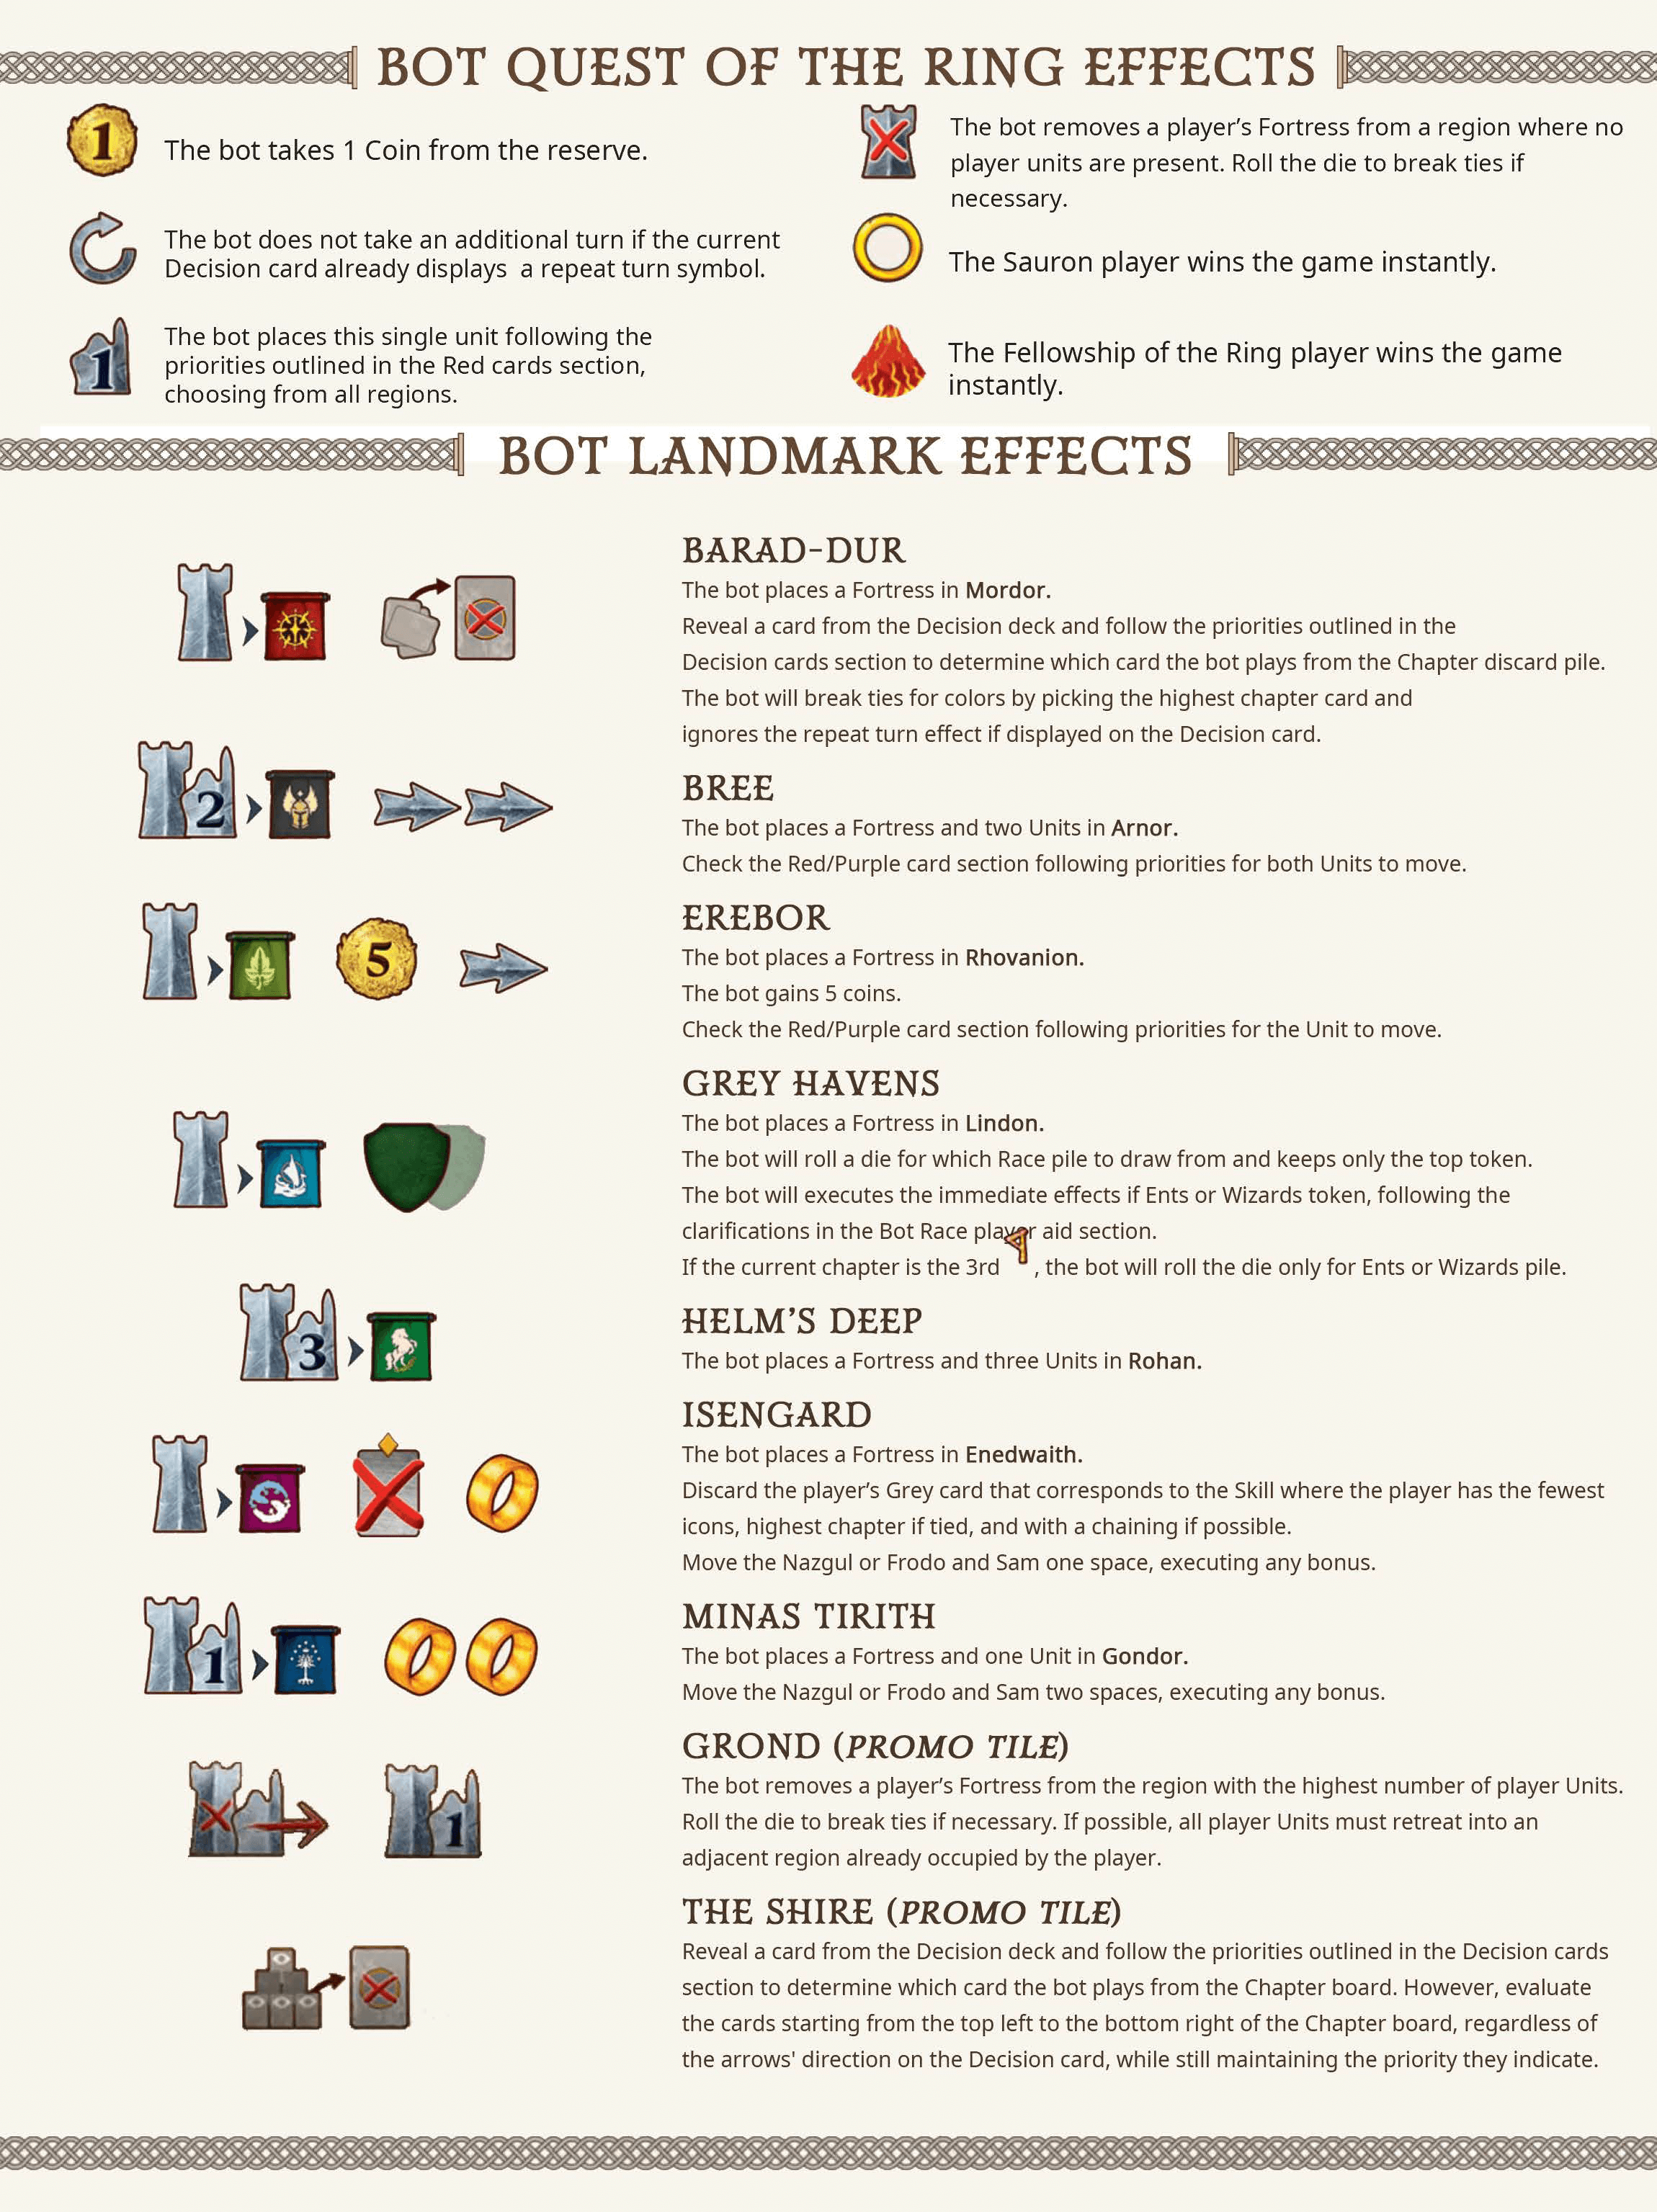 BOT QUEST OF THE RING EFFECTS
1
The bot takes 1 Coin from the reserve.
The bot does not take an additional turn if the current
Decision card already displays  a repeat turn symbol.
1
The bot places this single unit following the
priorities outlined in the Red cards section,
choosing from all regions.
The bot removes a player’s Fortress from a region where no
player units are present. Roll the die to break ties if
necessary.
The Sauron player wins the game instantly.
The Fellowship of the Ring player wins the game
instantly.
BOT LANDMARK EFFECTS
BARAD-DUR
The bot places a Fortress in Mordor.
Reveal a card from the Decision deck and follow the priorities outlined in the
Decision cards section to determine which card the bot plays from the Chapter discard pile.
The bot will break ties for colors by picking the highest chapter card and
ignores the repeat turn effect if displayed on the Decision card.
2
BREE
The bot places a Fortress and two Units in Arnor.
Check the Red/Purple card section following priorities for both Units to move.
5
EREBOR
The bot places a Fortress in Rhovanion.
The bot gains 5 coins.
Check the Red/Purple card section following priorities for the Unit to move.
GREY HAVENS
The bot places a Fortress in Lindon.
The bot will roll a die for which Race pile to draw from and keeps only the top token.
The bot will executes the immediate effects if Ents or Wizards token, following the
clarifications in the Bot Race player aid section.
If the current chapter is the 3rd , the bot will roll the die only for Ents or Wizards pile.
3
HELM’S DEEP
The bot places a Fortress and three Units in Rohan.
ISENGARD
The bot places a Fortress in Enedwaith.
Discard the player’s Grey card that corresponds to the Skill where the player has the fewest
icons, highest chapter if tied, and with a chaining if possible.
Move the Nazgul or Frodo and Sam one space, executing any bonus.
1
MINAS TIRITH
The bot places a Fortress and one Unit in Gondor.
Move the Nazgul or Frodo and Sam two spaces, executing any bonus.
1
GROND (PROMO TILE)
The bot removes a player’s Fortress from the region with the highest number of player Units.
Roll the die to break ties if necessary. If possible, all player Units must retreat into an
adjacent region already occupied by the player.
THE SHIRE (PROMO TILE)
Reveal a card from the Decision deck and follow the priorities outlined in the Decision cards
section to determine which card the bot plays from the Chapter board. However, evaluate
the cards starting from the top left to the bottom right of the Chapter board, regardless of
the arrows' direction on the Decision card, while still maintaining the priority they indicate.